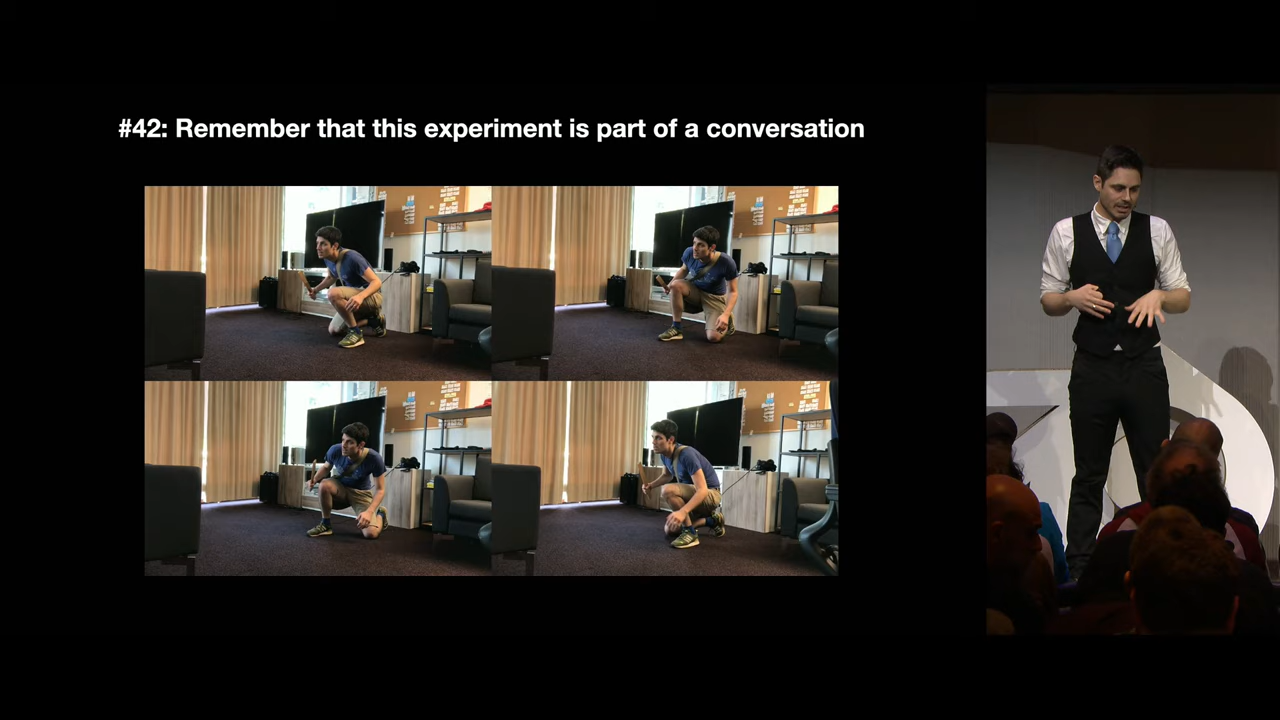 #42: Remember that this experiment is part of a conversation